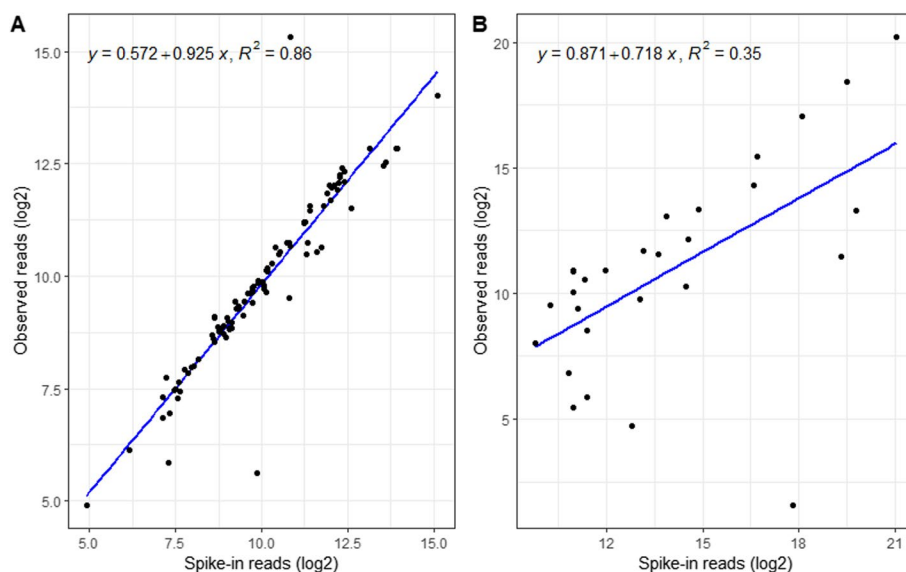 A
y = 0.572+0.925 x, R² = 0.86
15.0
12.5
10.0
7.5
5.0
5.0 7.5 10.0 12.5 15.0
Spike-in reads (log2)
Observed reads (log2)
B
y = 0.871+0.718 x, R² = 0.35
20
15
10
5
12 15 18 21
Spike-in reads (log2)
Observed reads (log2)